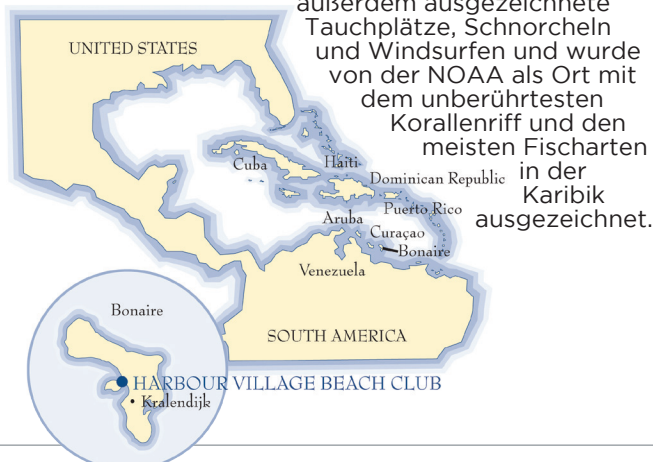 außerdem ausgezeichnete
Tauchplätze, Schnorcheln
und Windsurfen und wurde
von der NOAA als Ort mit
dem unberührtesten
Korallenriff und den
meisten Fischarten
in der
Karibik
ausgezeichnet.
UNITED STATES
Cuba
Haiti
Dominican Republic
Puerto Rico
Aruba
Curaçao
Bonaire
Venezuela
SOUTH AMERICA
Bonaire
HARBOUR VILLAGE BEACH CLUB
Kralendijk